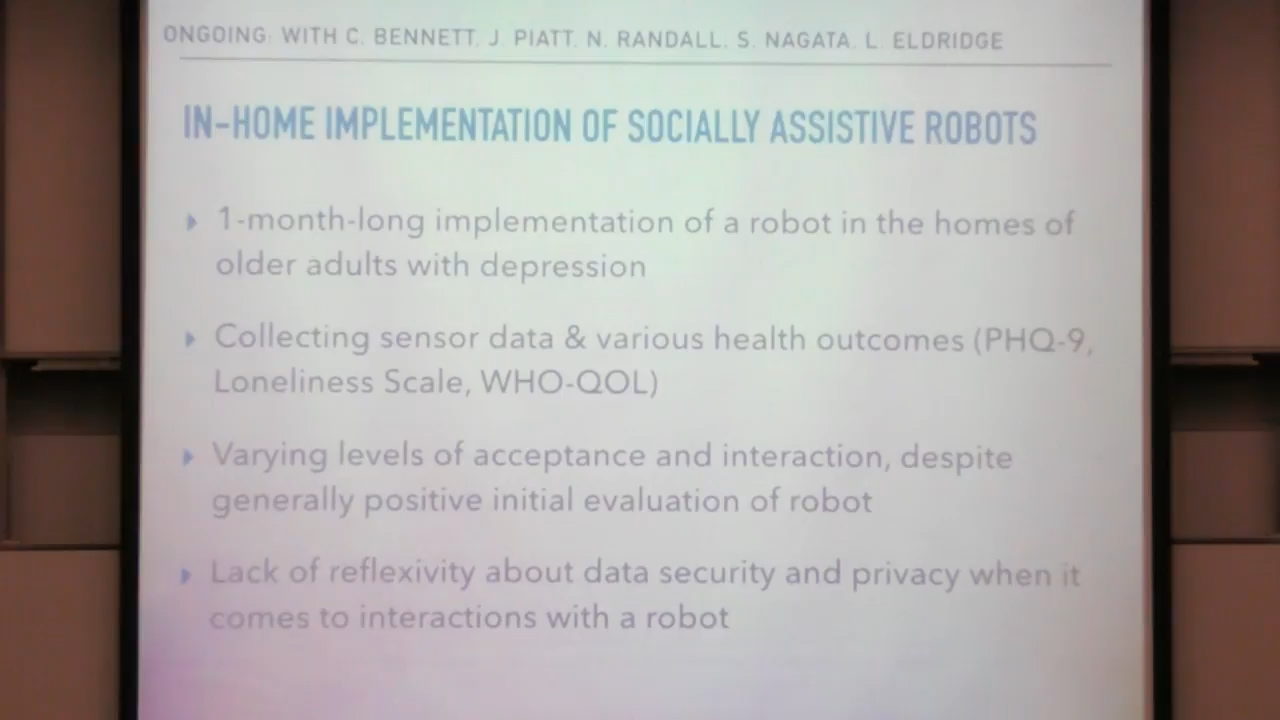 ONGOING: WITH C. BENNETT, J. PIATT, N. RANDALL, S. NAGATA, L. ELDRIDGE
IN-HOME IMPLEMENTATION OF SOCIALLY ASSISTIVE ROBOTS
1-month-long implementation of a robot in the homes of
older adults with depression
Collecting sensor data & various health outcomes (PHQ-9,
Loneliness Scale, WHO-QOL)
Varying levels of acceptance and interaction, despite
generally positive initial evaluation of robot
Lack of reflexivity about data security and privacy when it
comes to interactions with a robot